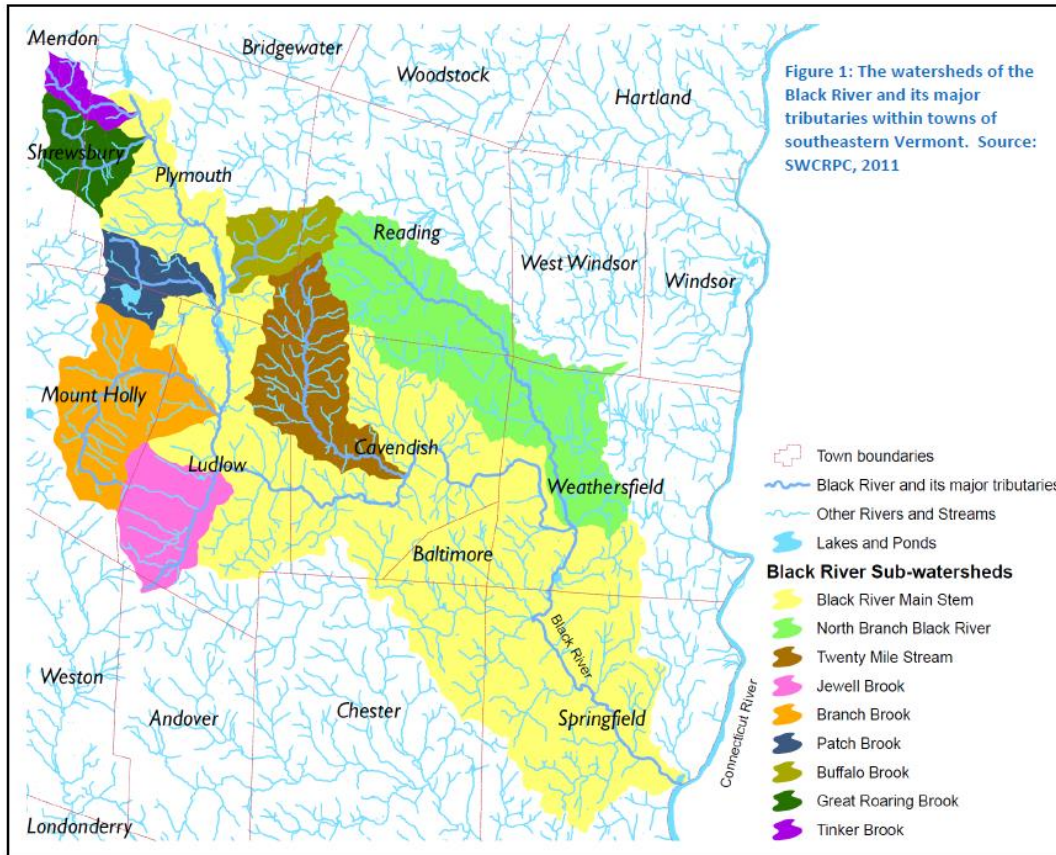 Mendon
Bridgewater
Woodstock
Hartland
Figure 1: The watersheds of the
Black River and its major
tributaries within towns of
southeastern Vermont. Source:
SWCRPC, 2011
Shrewsbury
Plymouth
Reading
West Windsor
Windsor
Mount Holly
Ludlow
Cavendish
Weathersfield
Baltimore
Black River
Weston
Andover
Chester
Springfield
Connecticut River
Londonderry
Town boundaries
Black River and its major tributaries
Other Rivers and Streams
Lakes and Ponds
Black River Sub-watersheds
Black River Main Stem
North Branch Black River
Twenty Mile Stream
Jewell Brook
Branch Brook
Patch Brook
Buffalo Brook
Great Roaring Brook
Tinker Brook